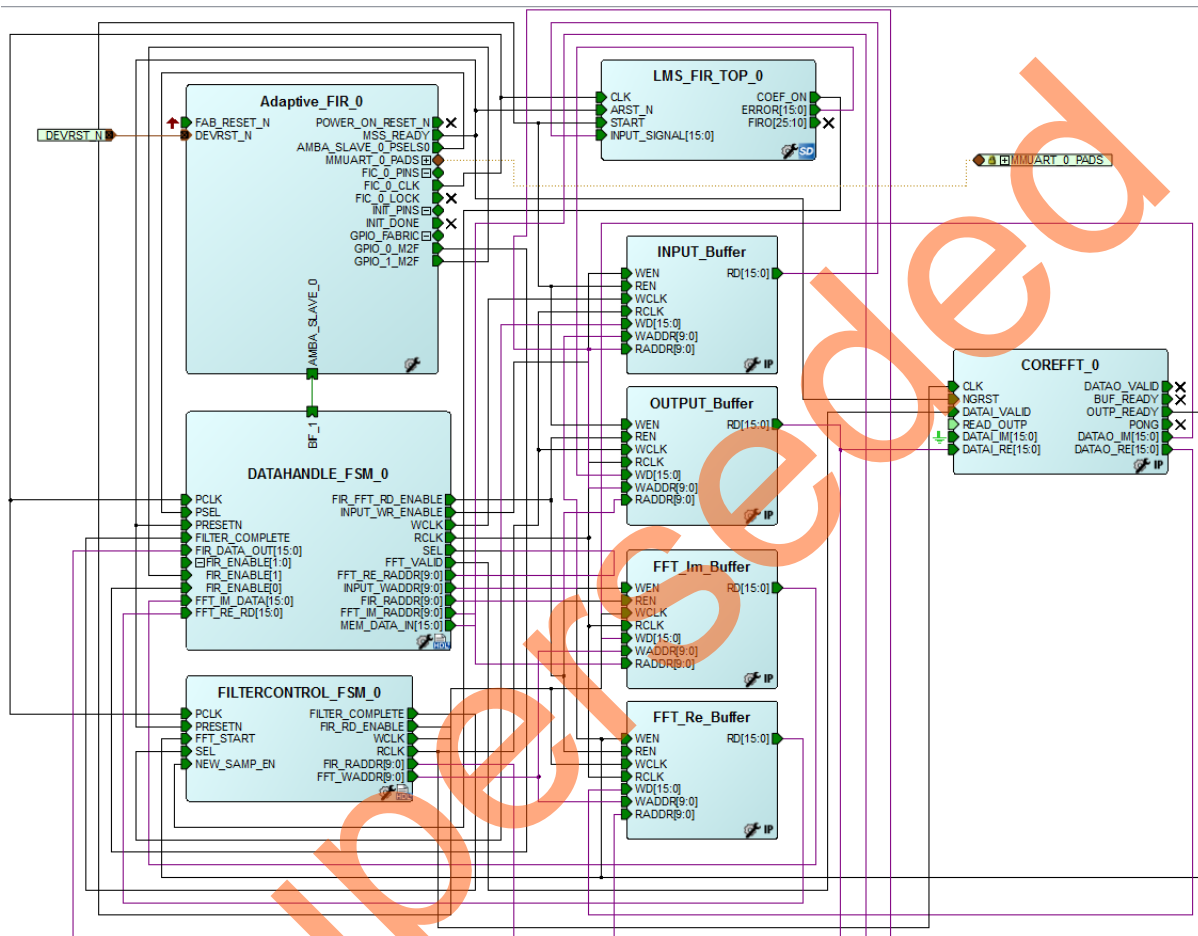 DEVRST_N
Adaptive_FIR_0
FAB_RESET_N
DEVRST_N
POWER_ON_RESET_N
MSS_READY
AMBA_SLAVE_0_PSELS0
MMUART_0_PADS
FIC_0_PINS
FIC_0_CLK
FIC_0_LOCK
INIT_PINS
INIT_DONE
GPIO_FABRIC
GPIO_0_M2F
GPIO_1_M2F
AMBA_SLAVE_0
LMS_FIR_TOP_0
CLK
ARST_N
START
INPUT_SIGNAL[15:0]
COEF_ON
ERROR[15:0]
FIRO[25:10]
SD
MMUART_0_PADS
INPUT_Buffer
WEN
REN
WCLK
RCLK
WD[15:0]
WADDR[9:0]
RADDR[9:0]
RD[15:0]
IP
OUTPUT_Buffer
WEN
REN
WCLK
RCLK
WD[15:0]
WADDR[9:0]
RADDR[9:0]
RD[15:0]
IP
COREFFT_0
CLK
NGRST
DATAI_VALID
READ_OUTP
DATAI_IM[15:0]
DATAI_RE[15:0]
DATAO_VALID
BUF_READY
OUTP_READY
PONG
DATAO_IM[15:0]
DATAO_RE[15:0]
IP
BIF_1
DATAHANDLE_FSM_0
PCLK
PSEL
PRESETN
FILTER_COMPLETE
FIR_DATA_OUT[15:0]
FIR_ENABLE[1:0]
FIR_ENABLE[1]
FIR_ENABLE[0]
FFT_IM_DATA[15:0]
FFT_RE_RD[15:0]
FIR_FFT_RD_ENABLE
INPUT_WR_ENABLE
WCLK
RCLK
SEL
FFT_VALID
FFT_RE_RADDR[9:0]
INPUT_WADDR[9:0]
FIR_RADDR[9:0]
FFT_IM_RADDR[9:0]
MEM_DATA_IN[15:0]
HDL
FFT_Im_Buffer
WEN
REN
WCLK
RCLK
WD[15:0]
WADDR[9:0]
RADDR[9:0]
RD[15:0]
IP
FILTERCONTROL_FSM_0
PCLK
PRESETN
FFT_START
SEL
NEW_SAMP_EN
FILTER_COMPLETE
FIR_RD_ENABLE
WCLK
RCLK
FIR_RADDR[9:0]
FFT_WADDR[9:0]
HDL
FFT_Re_Buffer
WEN
REN
WCLK
RCLK
WD[15:0]
WADDR[9:0]
RADDR[9:0]
RD[15:0]
IP
uperseded